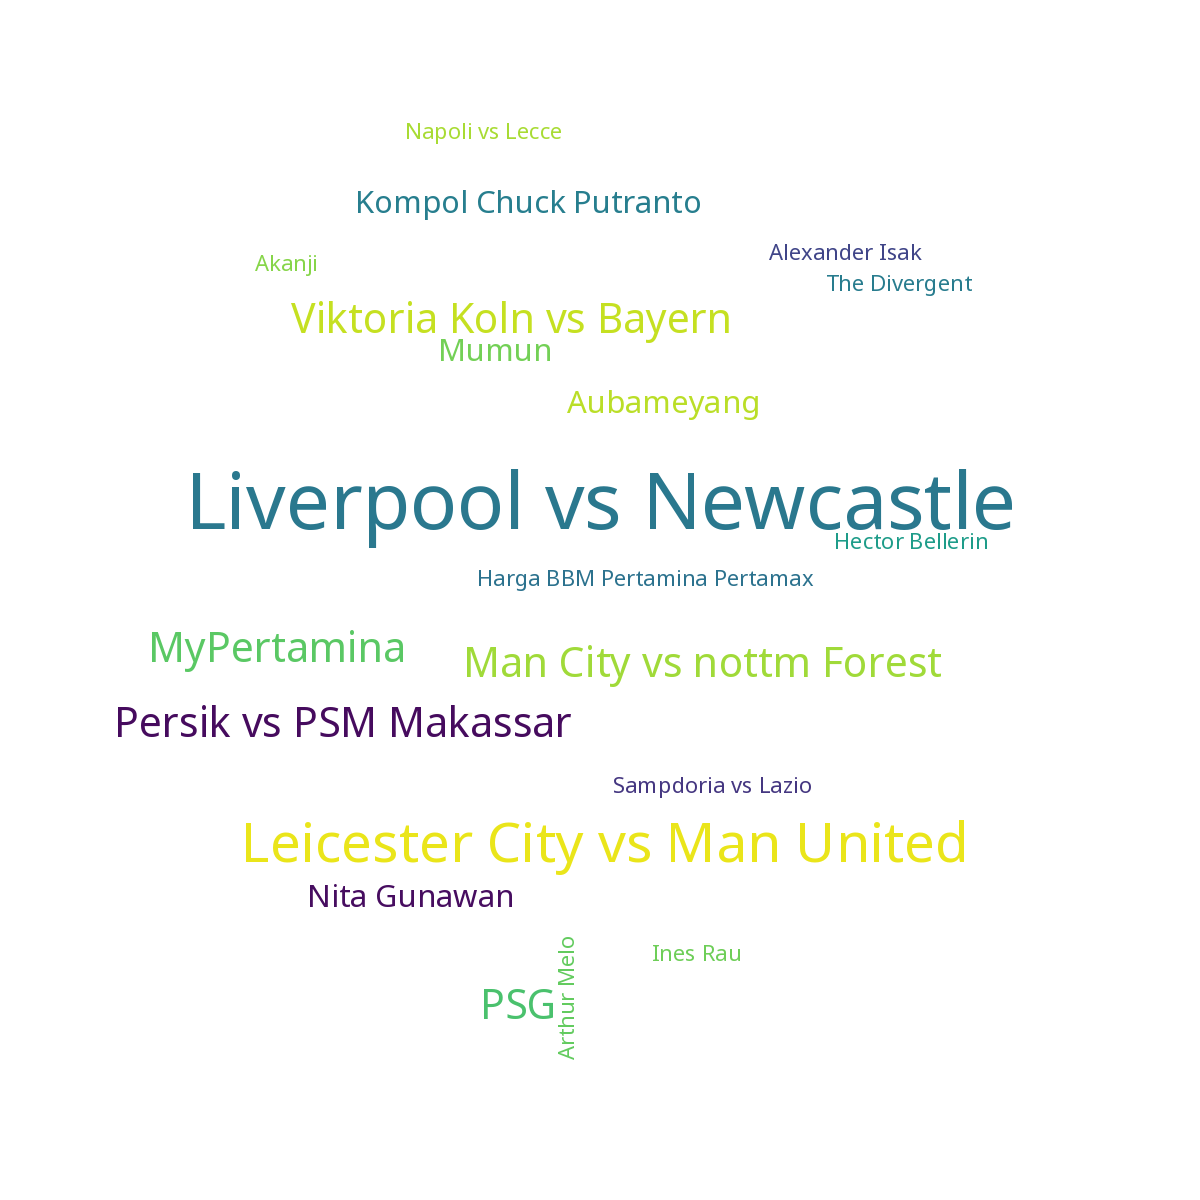 Napoli vs Lecce
Kompol Chuck Putranto
Alexander Isak
Akanji
The Divergent
Viktoria Koln vs Bayern
Mumun
Aubameyang
Liverpool vs Newcastle
Hector Bellerin
Harga BBM Pertamina Pertamax
MyPertamina
Man City vs nottm Forest
Persik vs PSM Makassar
Sampdoria vs Lazio
Leicester City vs Man United
Nita Gunawan
Ines Rau
PSG
Arthur Melo